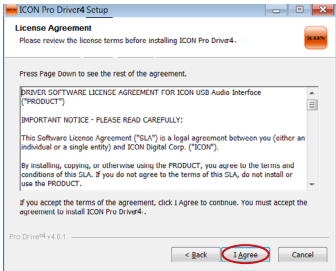 ICON Pro Driver4 Setup
License Agreement
Please review the license terms before installing ICON Pro Driver4.
ICON
Press Page Down to see the rest of the agreement.
DRIVER SOFTWARE LICENSE AGREEMENT FOR ICON USB Audio Interface
("PRODUCT")
IMPORTANT NOTICE - PLEASE READ CAREFULLY:
This Software License Agreement ("SLA") is a legal agreement between you (either an
individual or a single entity) and ICON Digital Corp. ("ICON").
By installing, copying, or otherwise using the PRODUCT, you agree to the terms and
conditions of this SLA. If you do not agree to the terms of this SLA, do not install or
use the PRODUCT.
If you accept the terms of the agreement, click I Agree to continue. You must accept the
agreement to install ICON Pro Driver4.
Pro Driver4 v4.0.1
< Back
I Agree
Cancel